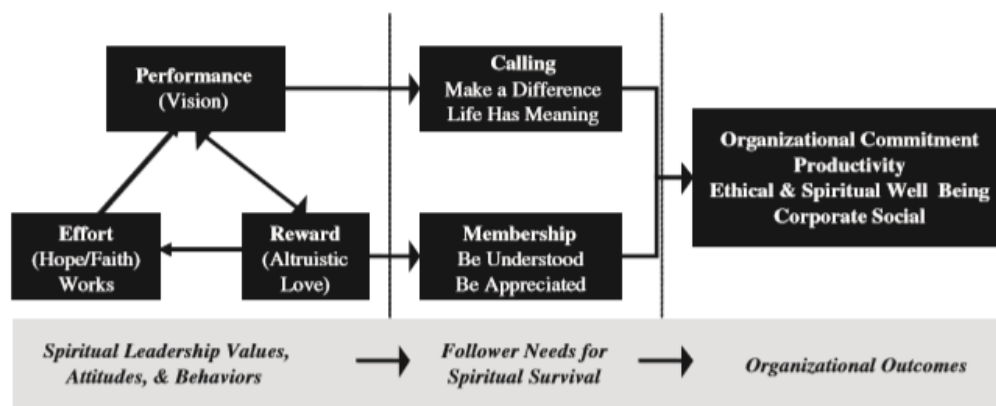 Performance
(Vision)
Calling
Make a Difference
Life Has Meaning
Organizational Commitment
Productivity
Ethical & Spiritual Well Being
Corporate Social
Effort
(Hope/Faith)
Works
Reward
(Altruistic
Love)
Membership
Be Understood
Be Appreciated
Spiritual Leadership Values,
Attitudes, & Behaviors
Follower Needs for
Spiritual Survival
Organizational Outcomes